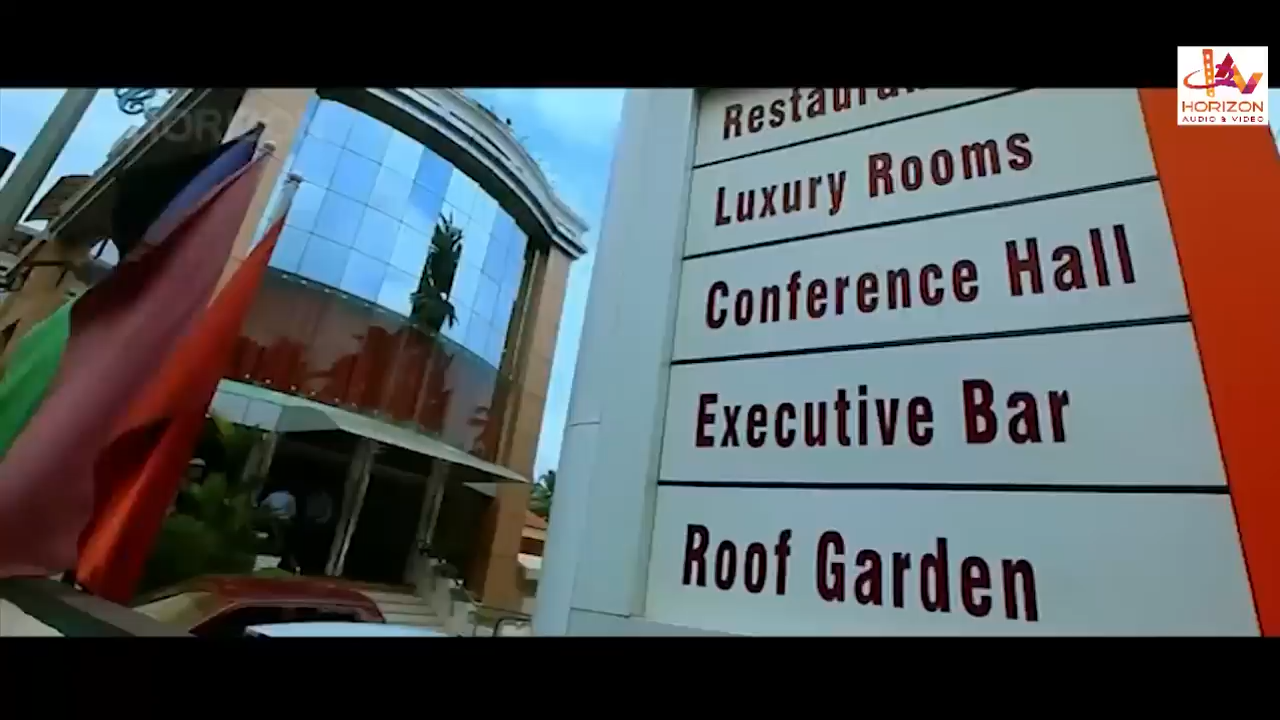 HORIZON
AUDIO & VIDEO
Luxury Rooms
Conference Hall
Executive Bar
Roof Garden